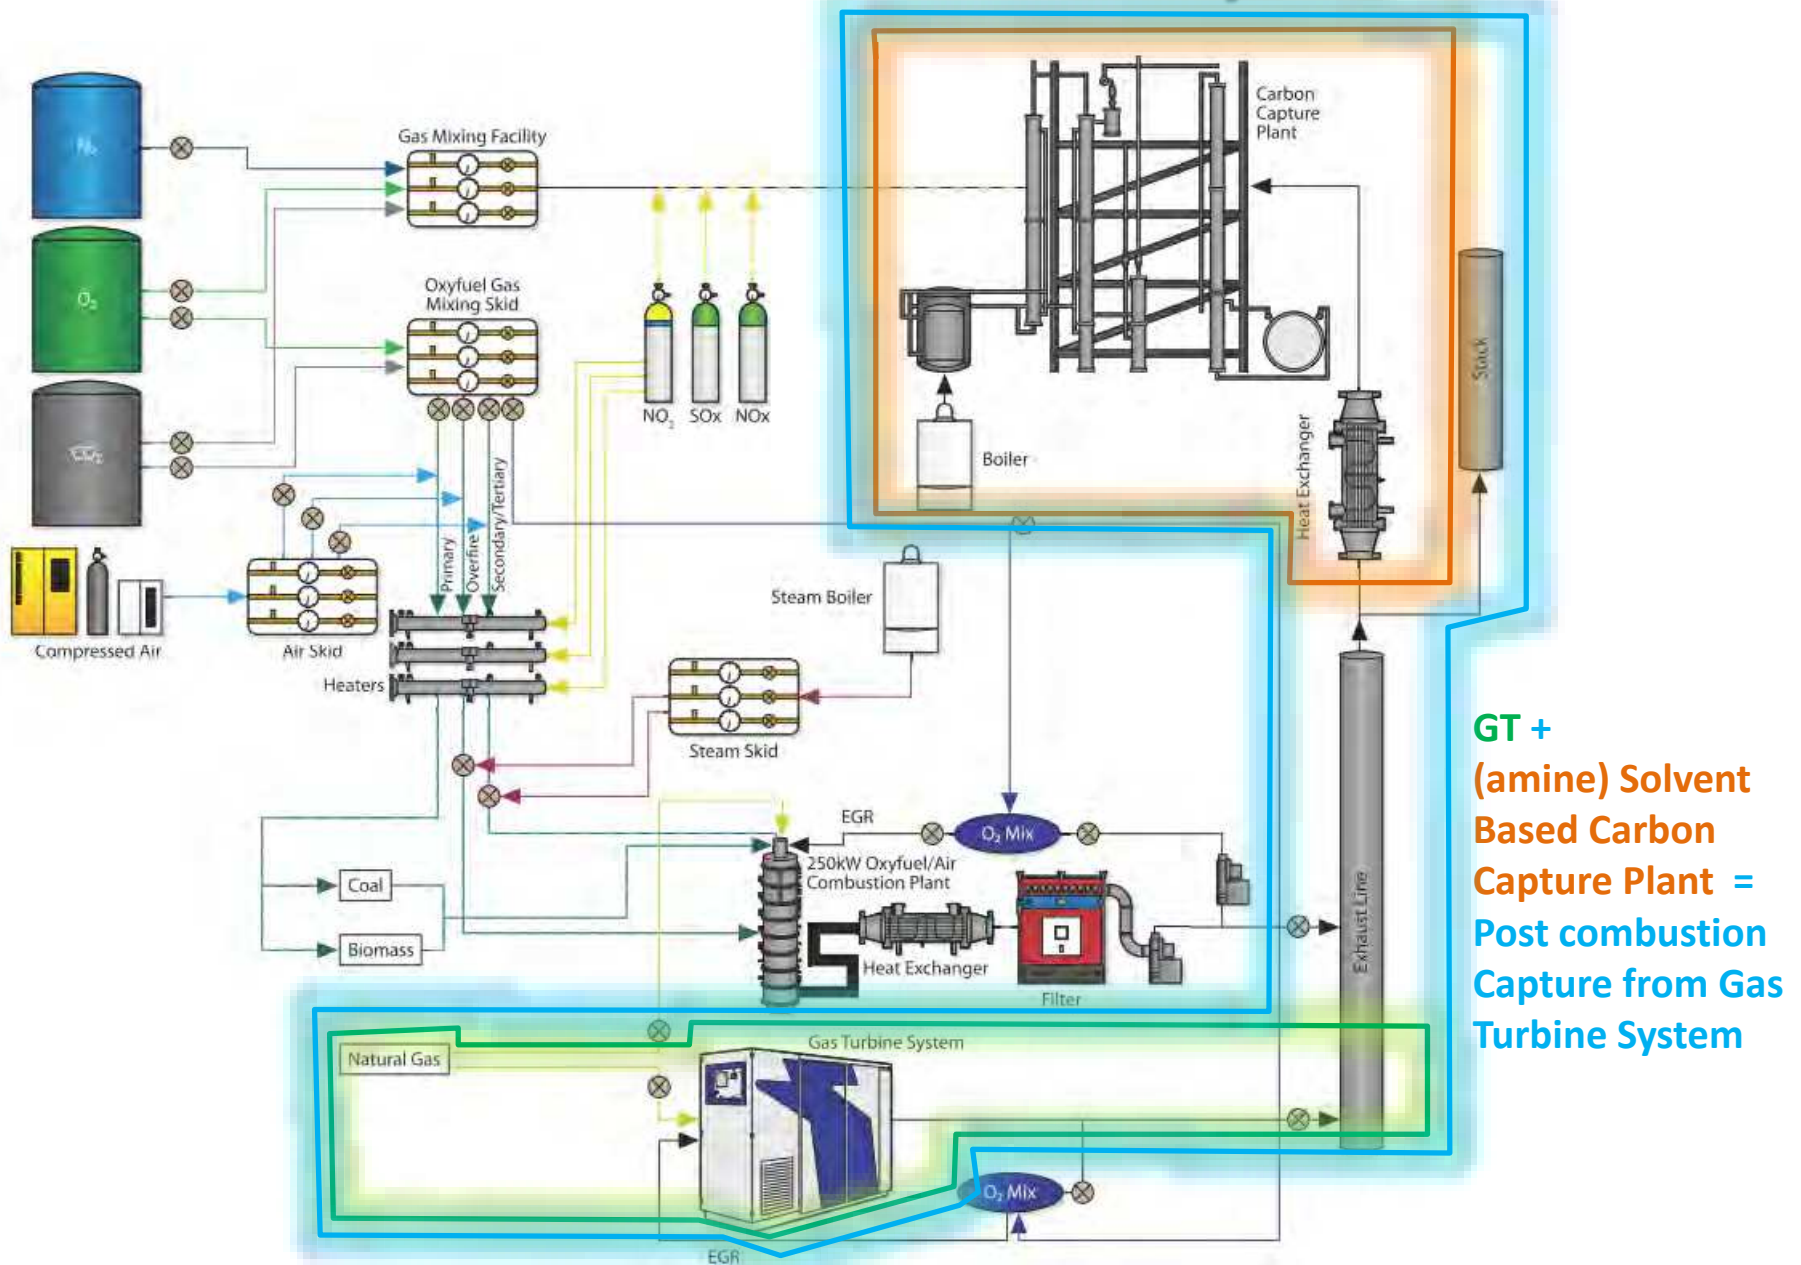 N₂
Gas Mixing Facility
Carbon
Capture
Plant
O₂
Oxyfuel Gas
Mixing Skid
Stack
NO₂
SOx
NOx
Boiler
Heat Exchanger
Primary
Overfire
Secondary/Tertiary
Compressed Air
Air Skid
Steam Boiler
Heaters
Steam Skid
GT +
(amine) Solvent
Based Carbon
Capture Plant =
Post combustion
Capture from Gas
Turbine System
EGR
O₂ Mix
250kW Oxyfuel/Air
Combustion Plant
Coal
Biomass
Heat Exchanger
Filter
Exhaust Line
Natural Gas
Gas Turbine System
O₂ Mix
EGR